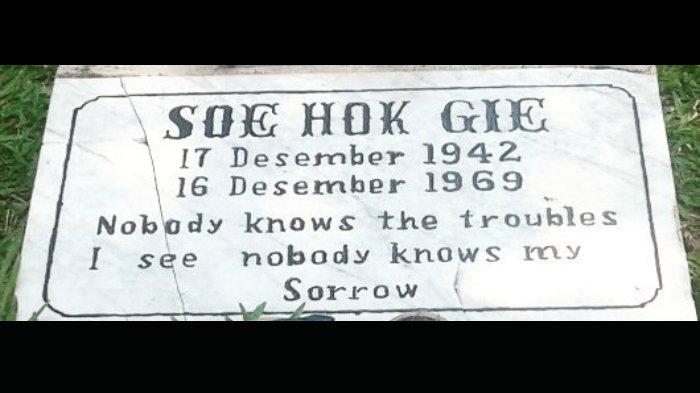 SOE HOK GIE
17 Desember 1942
16 Desember 1969
Nobody knows the troubles
I see nobody knows my
Sorrow